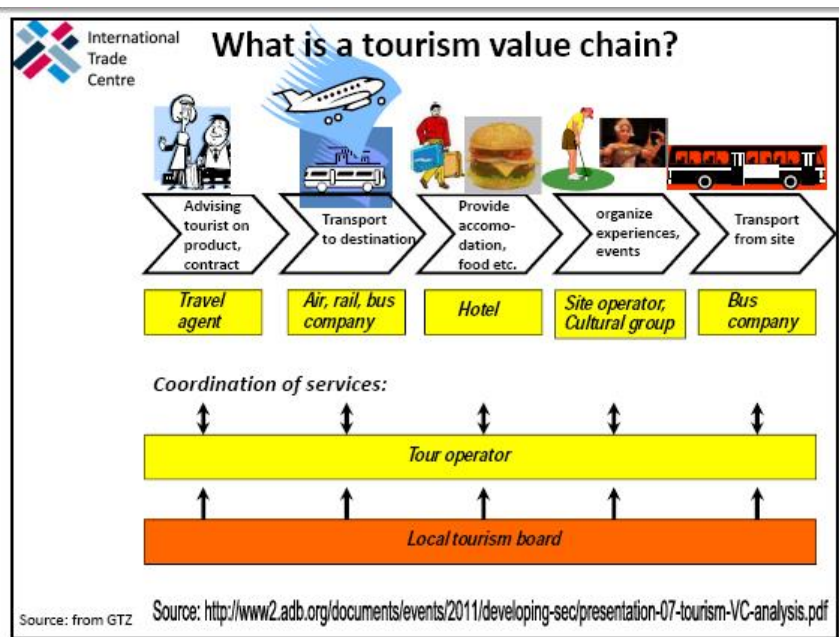 International
Trade
Centre
What is a tourism value chain?
Advising
tourist on
product,
contract
Transport
to destination
Provide
accomo-
dation,
food etc.
organize
experiences,
events
Transport
from site
Travel
agent
Air, rail, bus
company
Hotel
Site operator,
Cultural group
Bus
company
Coordination of services:
Tour operator
Local tourism board
Source: from GTZ
Source: http://www2.adb.org/documents/events/2011/developing-sec/presentation-07-tourism-VC-analysis.pdf